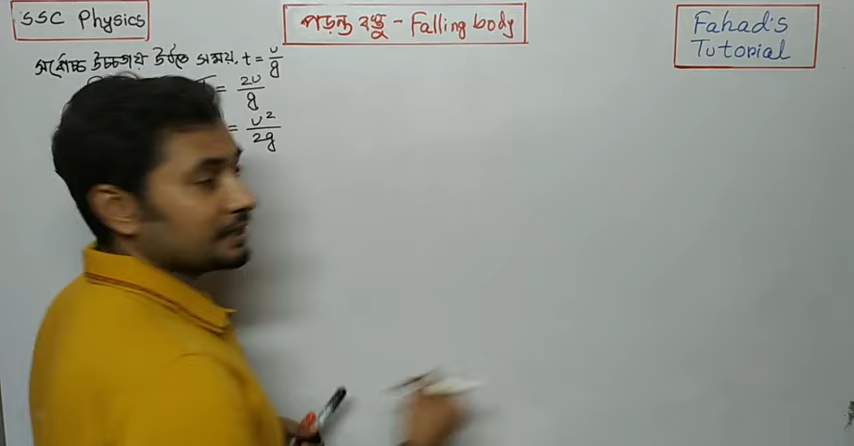 SSC Physics
পড়ন্ত বস্তু - Falling body
Fahad's
Tutorial
সর্বোচ্চ উচ্চতায় উঠতে সময়, t = u/g
= 2u/g
= u²/2g